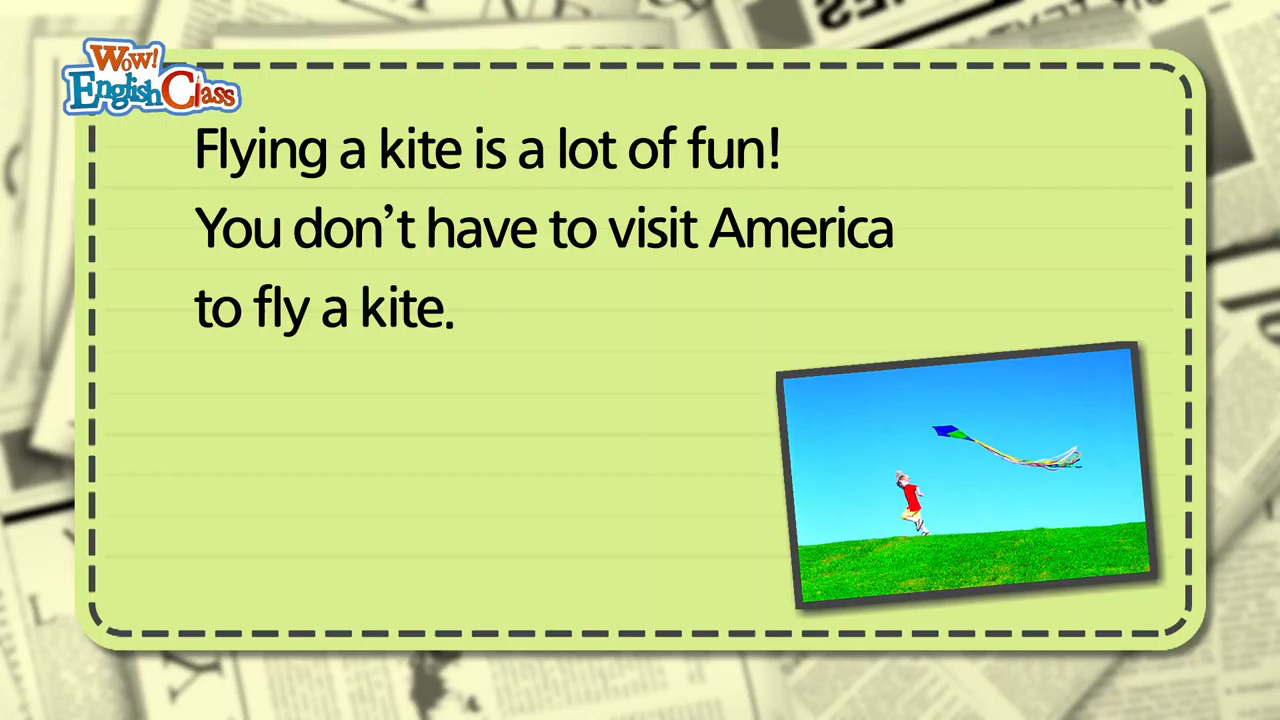 Wow!
English Class
Flying a kite is a lot of fun!
You don't have to visit America
to fly a kite.